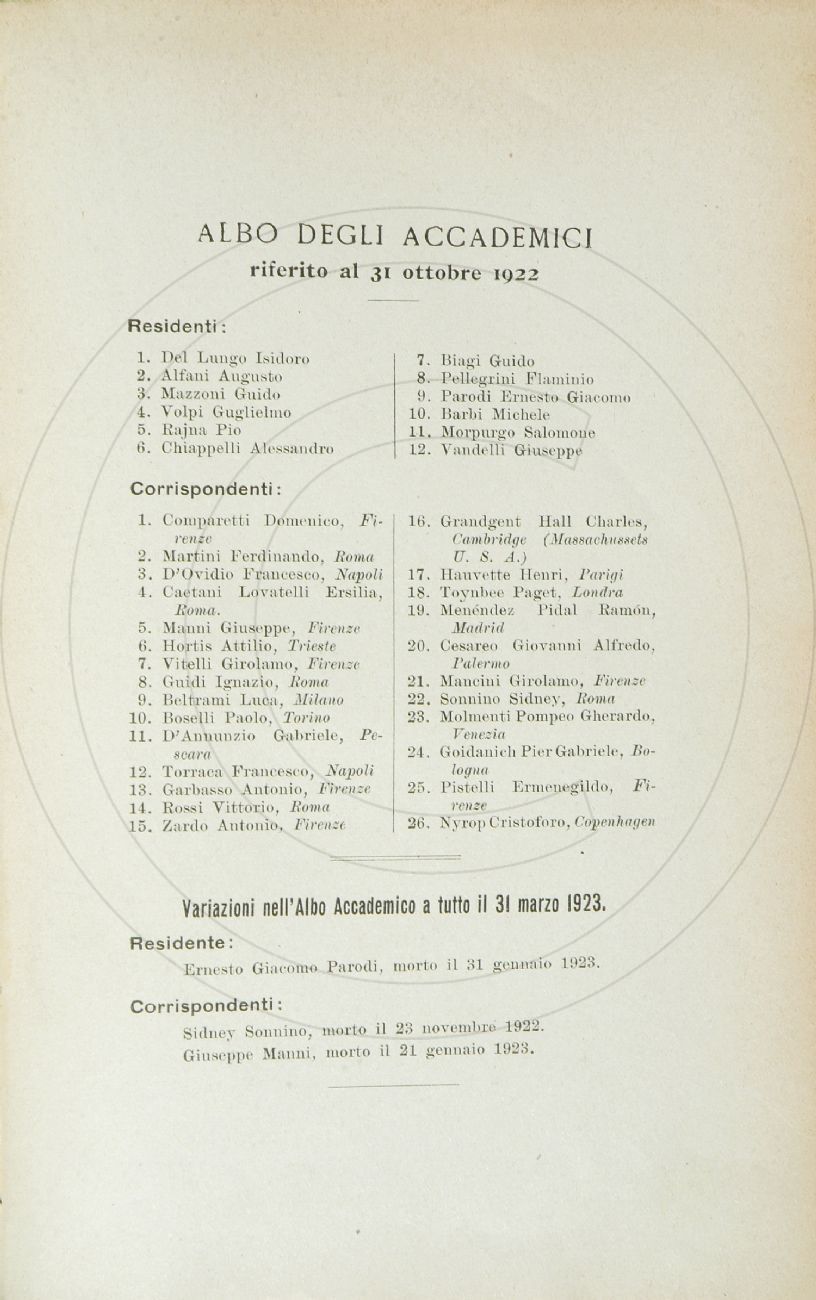 ALBO DEGLI ACCADEMICI
riferito al 31 ottobre 1922
Residenti:
1. Del Lungo Isidoro
2. Alfani Augusto
3. Mazzoni Guido
4. Volpi Guglielmo
5. Rajna Pio
6. Chiappelli Alessandro
7. Biagi Guido
8. Pellegrini Flaminio
9. Parodi Ernesto Giacomo
10. Barbi Michele
11. Morpurgo Salomone
12. Vandelli Giuseppe
Corrispondenti:
1. Comparetti Domenico, Fi-
renze
2. Martini Ferdinando, Roma
3. D'Ovidio Francesco, Napoli
4. Caetani Lovatelli Ersilia,
Roma.
5. Manni Giuseppe, Firenze
6. Hortis Attilio, Trieste
7. Vitelli Girolamo, Firenze
8. Guidi Ignazio, Roma
9. Beltrami Luca, Milano
10. Boselli Paolo, Torino
11. D'Annunzio Gabriele, Pe-
scara
12. Torraca Francesco, Napoli
13. Garbasso Antonio, Firenze
14. Rossi Vittorio, Roma
15. Zardo Antonio, Firenze
16. Grandgent Hall Charles,
Cambridge (Massachussets
U. S. A.)
17. Hauvette Henri, Parigi
18. Toynbee Paget, Londra
19. Menéndez Pidal Ramón,
Madrid
20. Cesareo Giovanni Alfredo,
Palermo
21. Mancini Girolamo, Firenze
22. Sonnino Sidney, Roma
23. Molmenti Pompeo Gherardo,
Venezia
24. Goidanich Pier Gabriele, Bo-
logna
25. Pistelli Ermenegildo, Fi-
renze
26. Nyrop Cristoforo, Copenhagen
Variazioni nell'Albo Accademico a tutto il 31 marzo 1923.
Residente:
Ernesto Giacomo Parodi, morto il 31 gennaio 1923.
Corrispondenti:
Sidney Sonnino, morto il 23 novembre 1922.
Giuseppe Manni, morto il 21 gennaio 1923.